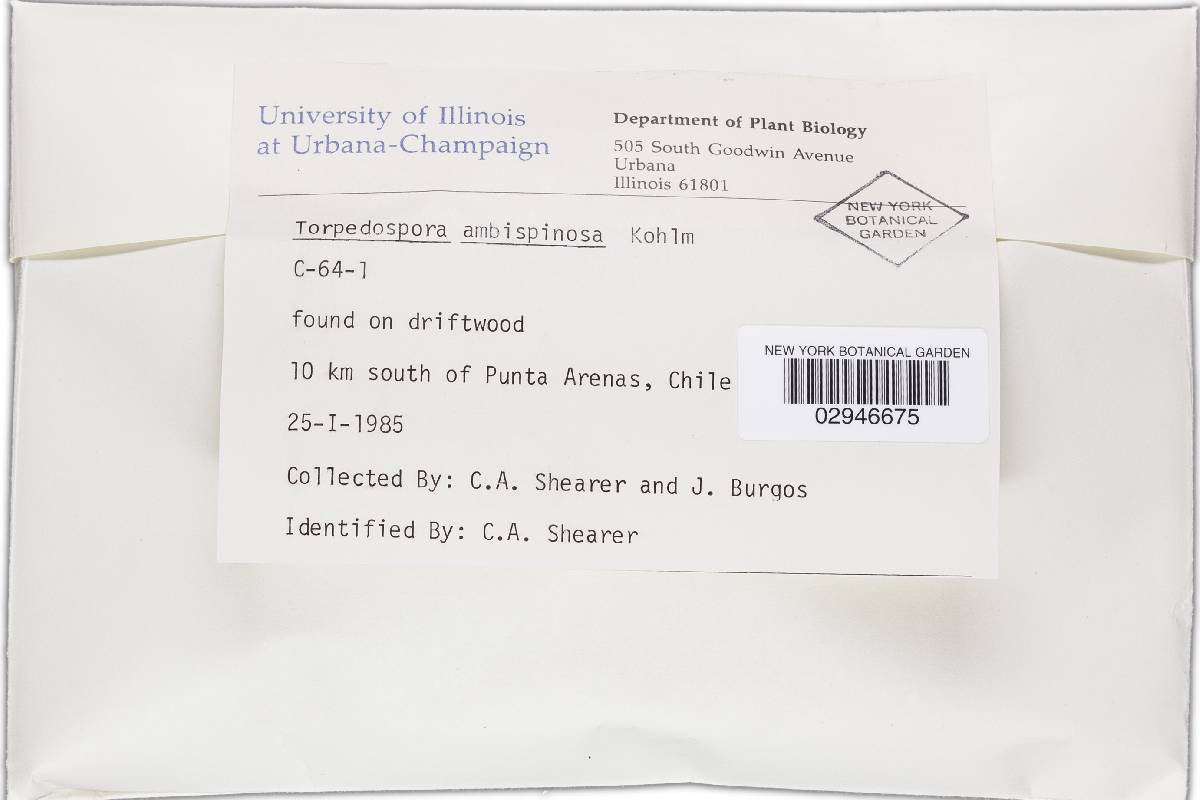 University of Illinois
at Urbana-Champaign
Department of Plant Biology
505 South Goodwin Avenue
Urbana
Illinois 61801
NEW YORK
BOTANICAL
GARDEN
Torpedospora ambispinosa Kohlm
C-64-1
found on driftwood
10 km south of Punta Arenas, Chile
25-I-1985
Collected By: C.A. Shearer and J. Burgos
Identified By: C.A. Shearer
NEW YORK BOTANICAL GARDEN
02946675